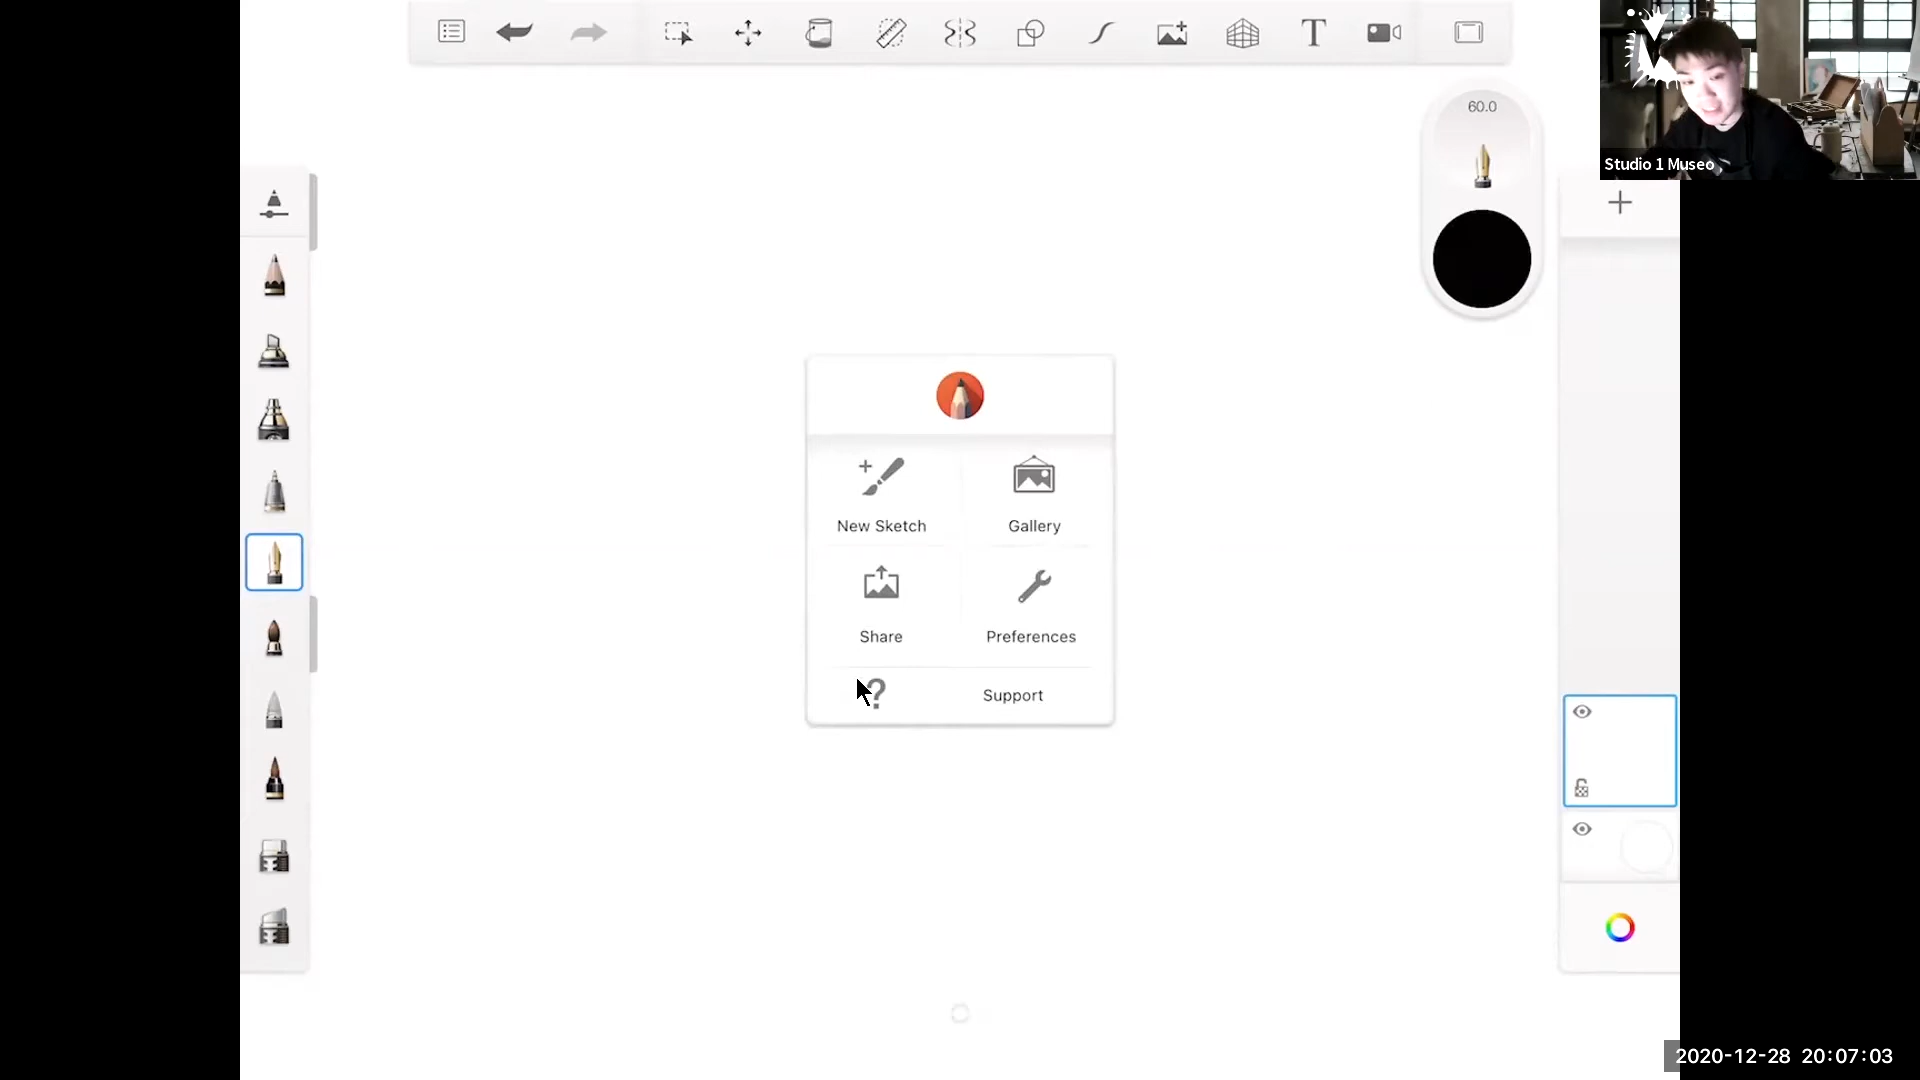 T
60.0
Studio 1 Museo
New Sketch
Gallery
Share
Preferences
?
Support
2020-12-28 20:07:03